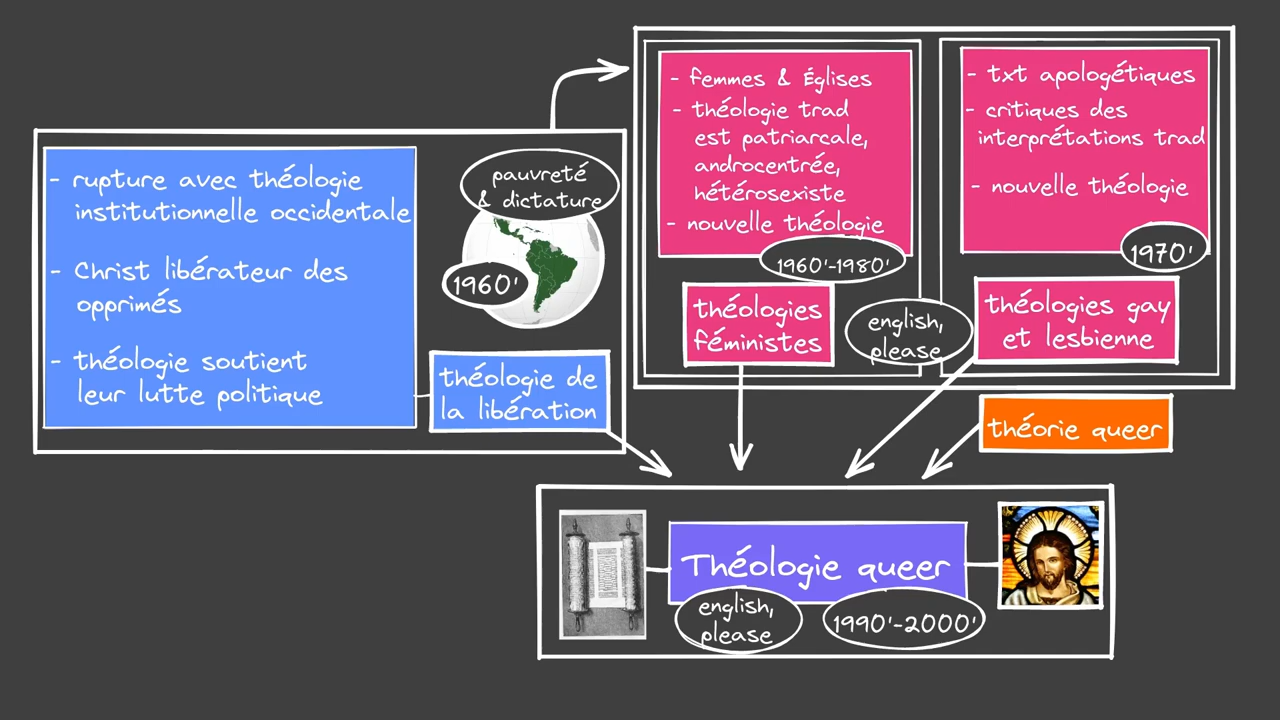 - rupture avec théologie
institutionnelle occidentale
- Christ libérateur des
opprimés
- théologie soutient
leur lutte politique
pauvreté
& dictature
1960'
théologie de
la libération
- femmes & Églises
- théologie trad
est patriarcale,
androcentrée,
hétérosexiste
- nouvelle théologie
1960'-1980'
théologies
féministes
english,
please
- txt apologétiques
- critiques des
interprétations trad
- nouvelle théologie
1970'
théologies gay
et lesbienne
théorie queer
Théologie queer
english,
please
1990'-2000'